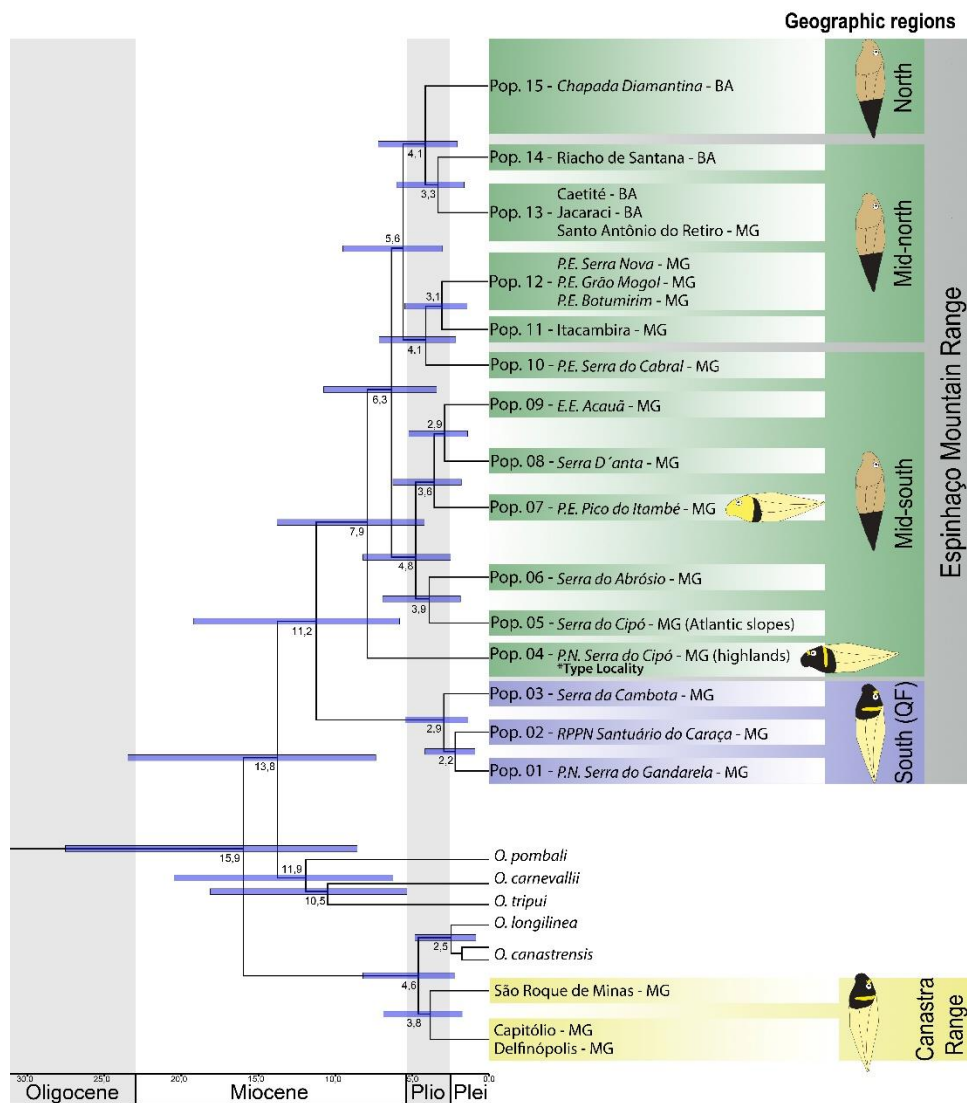 Geographic regions
Pop. 15 - Chapada Diamantina - BA
North
4,1
Pop. 14 - Riacho de Santana - BA
3,3
Caetité - BA
Pop. 13 - Jacaraci - BA
Santo Antônio do Retiro - MG
Mid-north
5,6
P.E. Serra Nova - MG
Pop. 12 - P.E. Grão Mogol - MG
P.E. Botumirim - MG
3,1
Pop. 11 - Itacambira - MG
4,1
Pop. 10 - P.E. Serra do Cabral - MG
6,3
Pop. 09 - E.E. Acauã - MG
2,9
Pop. 08 - Serra D´anta - MG
3,6
Pop. 07 - P.E. Pico do Itambé - MG
Mid-south
Espinhaço Mountain Range
7,9
4,8
Pop. 06 - Serra do Abrósio - MG
3,9
Pop. 05 - Serra do Cipó - MG (Atlantic slopes)
11,2
Pop. 04 - P.N. Serra do Cipó - MG (highlands)
*Type Locality
Pop. 03 - Serra da Cambota - MG
2,9
Pop. 02 - RPPN Santuário do Caraça - MG
2,2
Pop. 01 - P.N. Serra do Gandarela - MG
South (QF)
13,8
15,9
O. pombali
11,9
O. carnevallii
10,5
O. tripui
O. longilinea
2,5
O. canastrensis
4,6
São Roque de Minas - MG
3,8
Capitólio - MG
Delfinópolis - MG
Canastra
Range
30,0 25,0 20,0 15,0 10,0 5,0 0,0
Oligocene Miocene Plio Plei